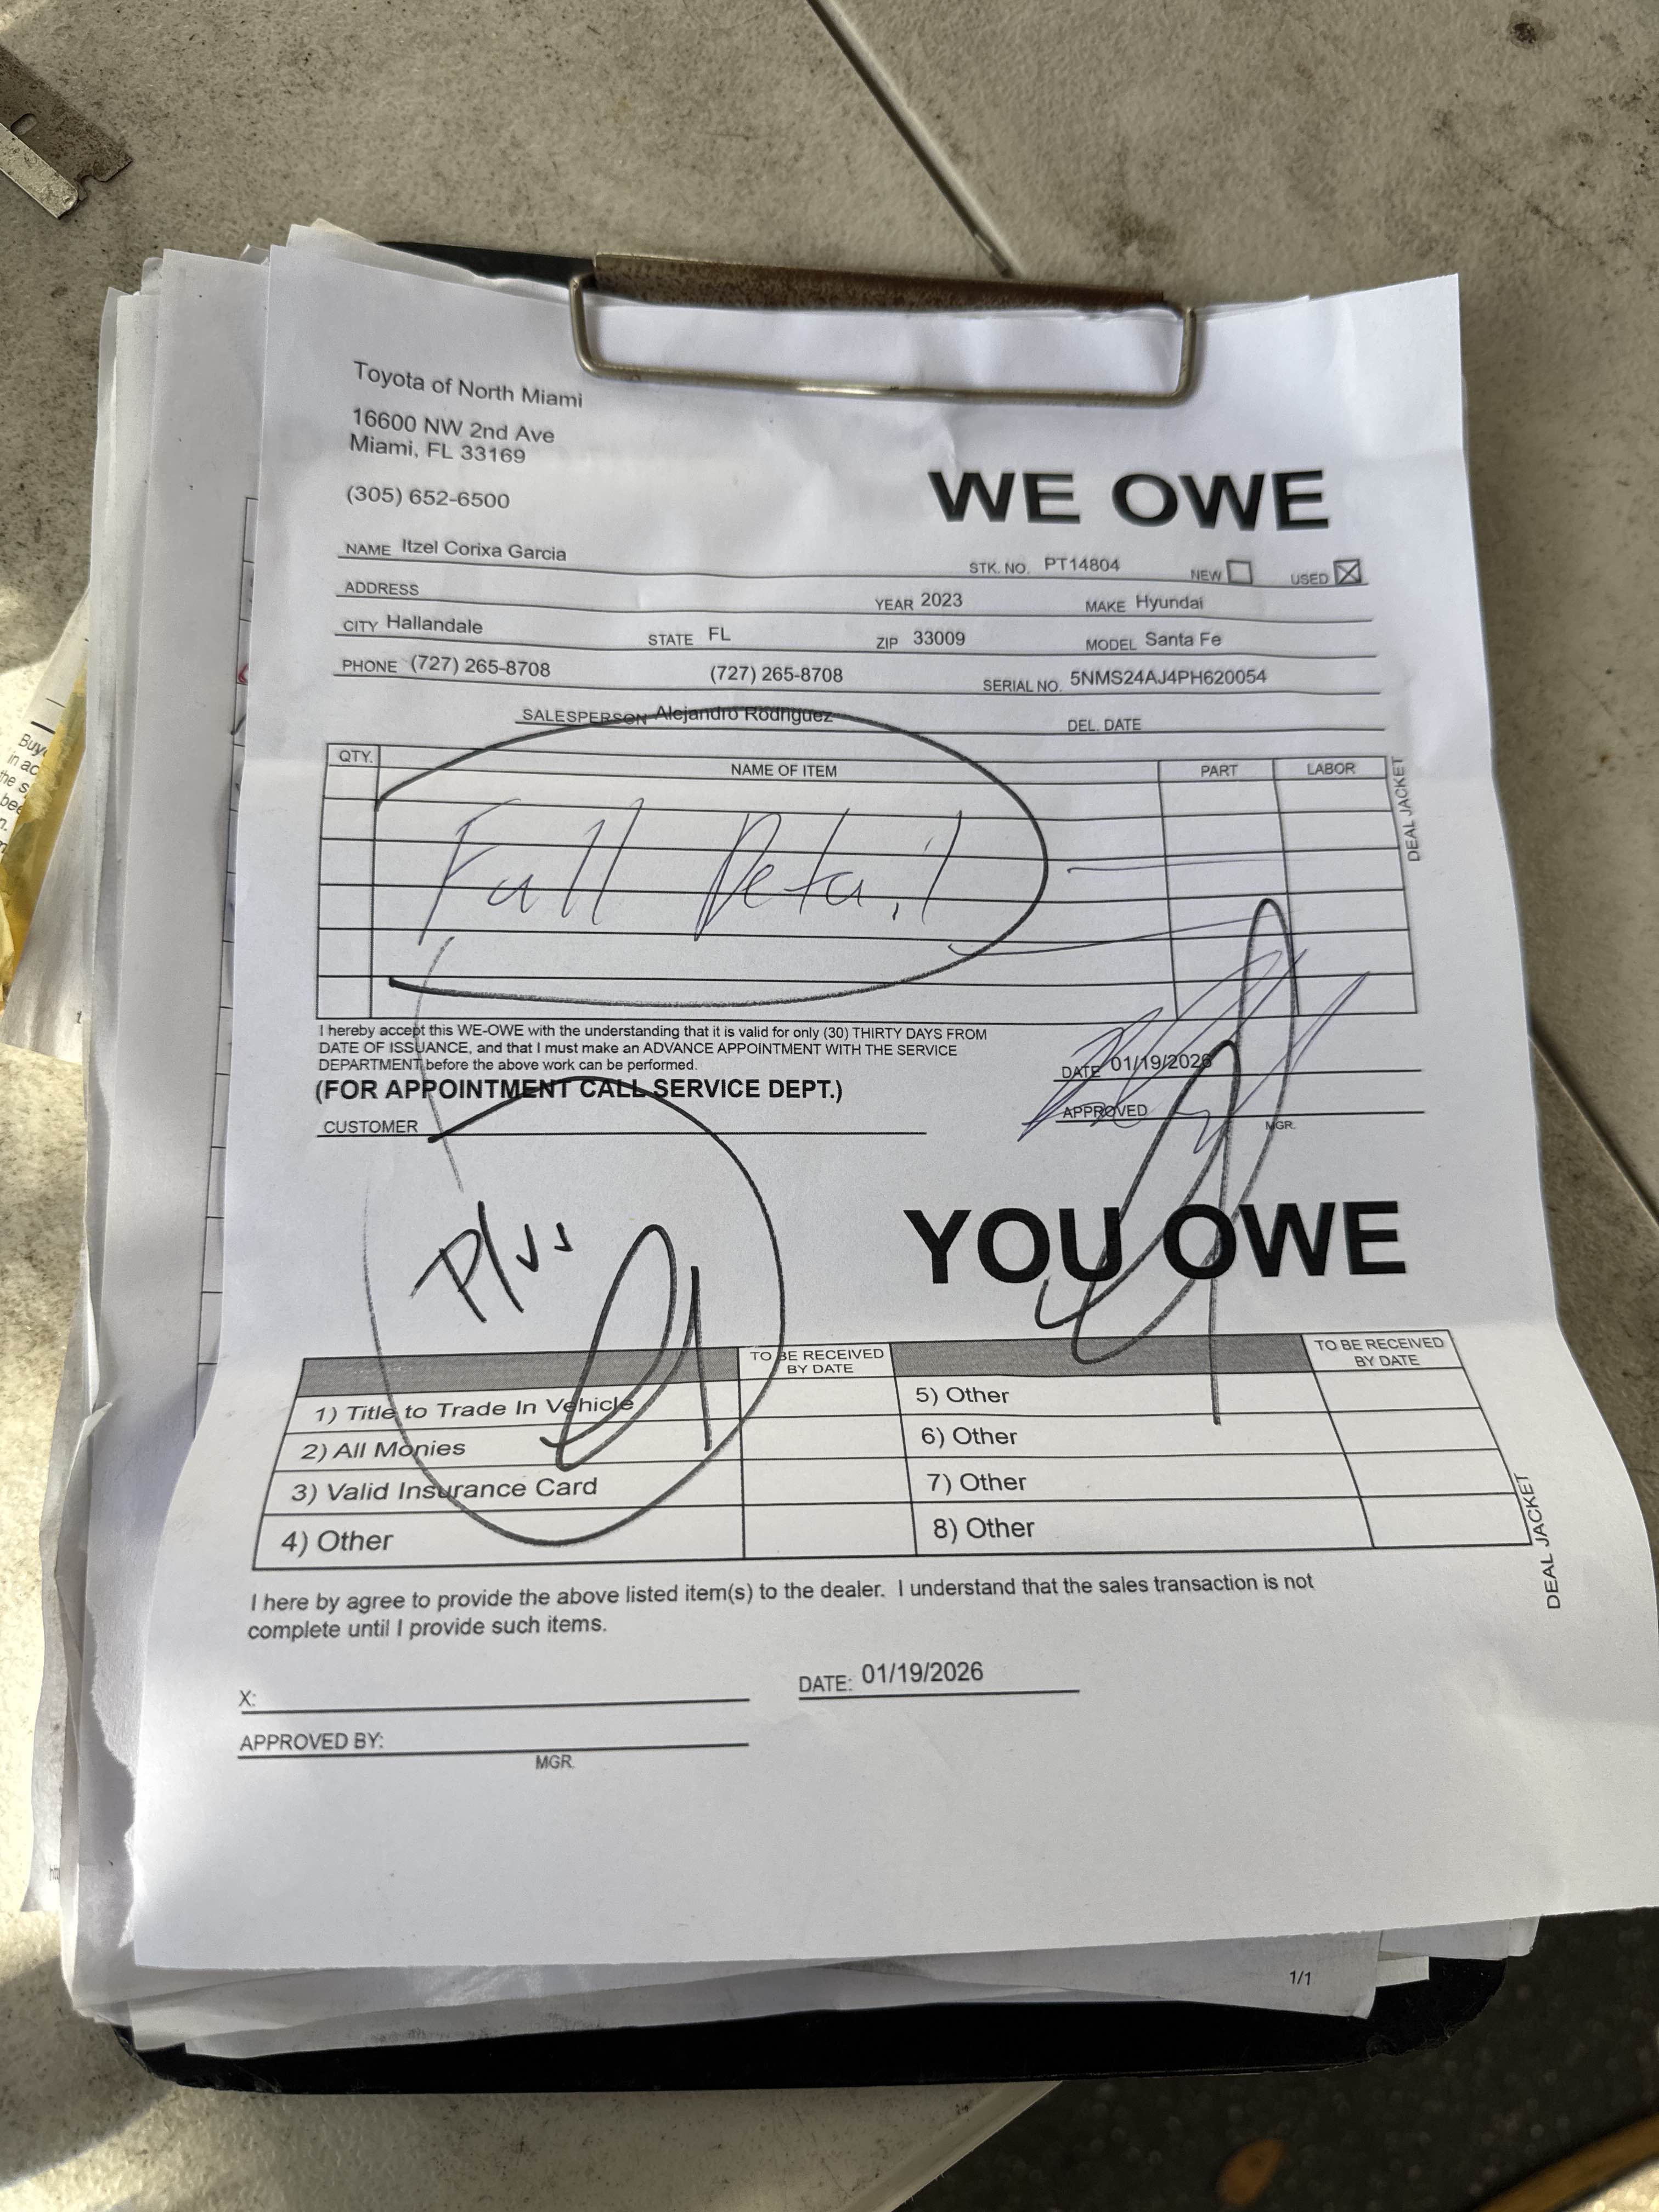 Toyota of North Miami
16600 NW 2nd Ave
Miami, FL 33169
(305) 652-6500
WE OWE
NAME Itzel Corixa Garcia STK. NO. PT14804 NEW USED
ADDRESS YEAR 2023 MAKE Hyundai
CITY Hallandale STATE FL ZIP 33009 MODEL Santa Fe
PHONE (727) 265-8708 (727) 265-8708 SERIAL NO. 5NMS24AJ4PH620054
SALESPERSON Alejandro Rodriguez DEL. DATE
QTY. NAME OF ITEM PART LABOR
DEAL JACKET
Full Detail
I hereby accept this WE-OWE with the understanding that it is valid for only (30) THIRTY DAYS FROM
DATE OF ISSUANCE, and that I must make an ADVANCE APPOINTMENT WITH THE SERVICE
DEPARTMENT before the above work can be performed.
DATE 01/19/2026
(FOR APPOINTMENT CALL SERVICE DEPT.)
APPROVED
MGR.
CUSTOMER
Plus
YOU OWE
TO BE RECEIVED BY DATE TO BE RECEIVED BY DATE
1) Title to Trade In Vehicle 5) Other
2) All Monies 6) Other
3) Valid Insurance Card 7) Other
4) Other 8) Other
DEAL JACKET
I here by agree to provide the above listed item(s) to the dealer. I understand that the sales transaction is not
complete until I provide such items.
X: DATE: 01/19/2026
APPROVED BY:
MGR.
1/1